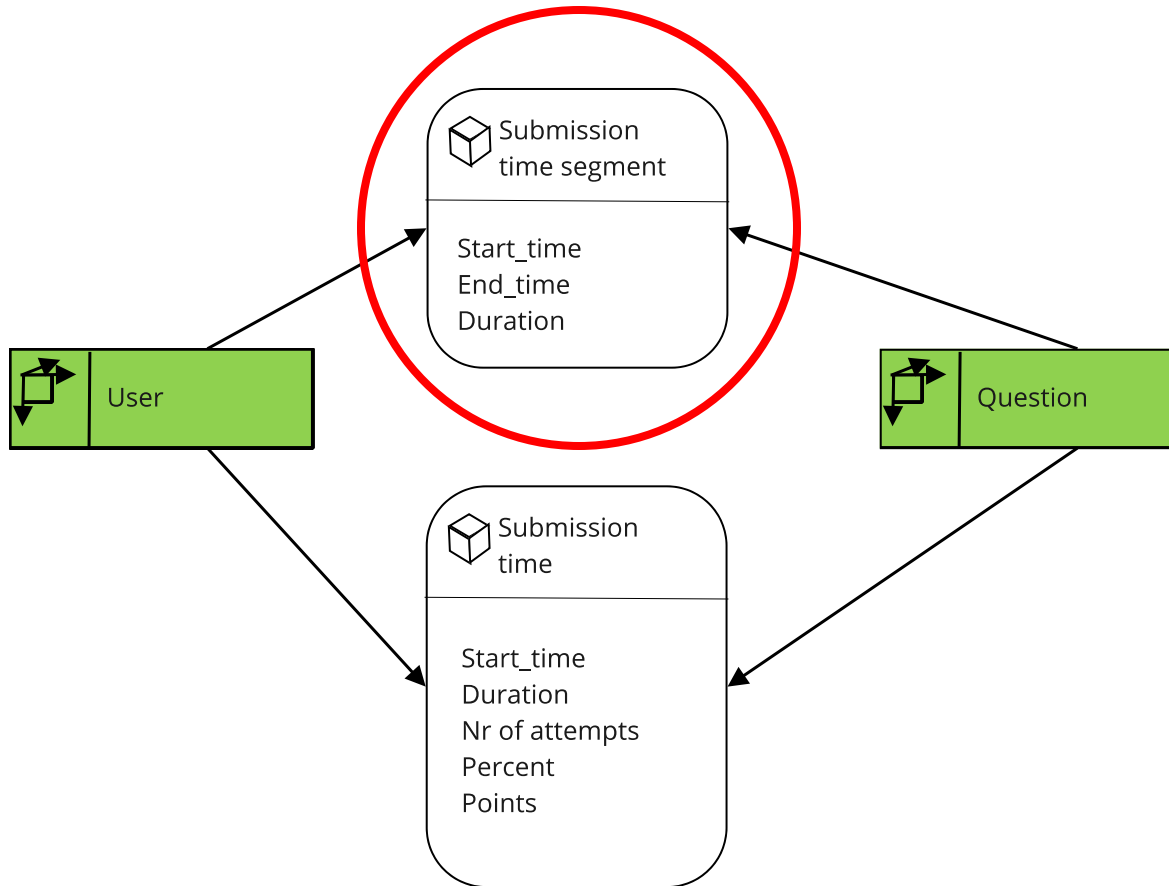 Submission
time segment
Start_time
End_time
Duration
User
Question
Submission
time
Start_time
Duration
Nr of attempts
Percent
Points